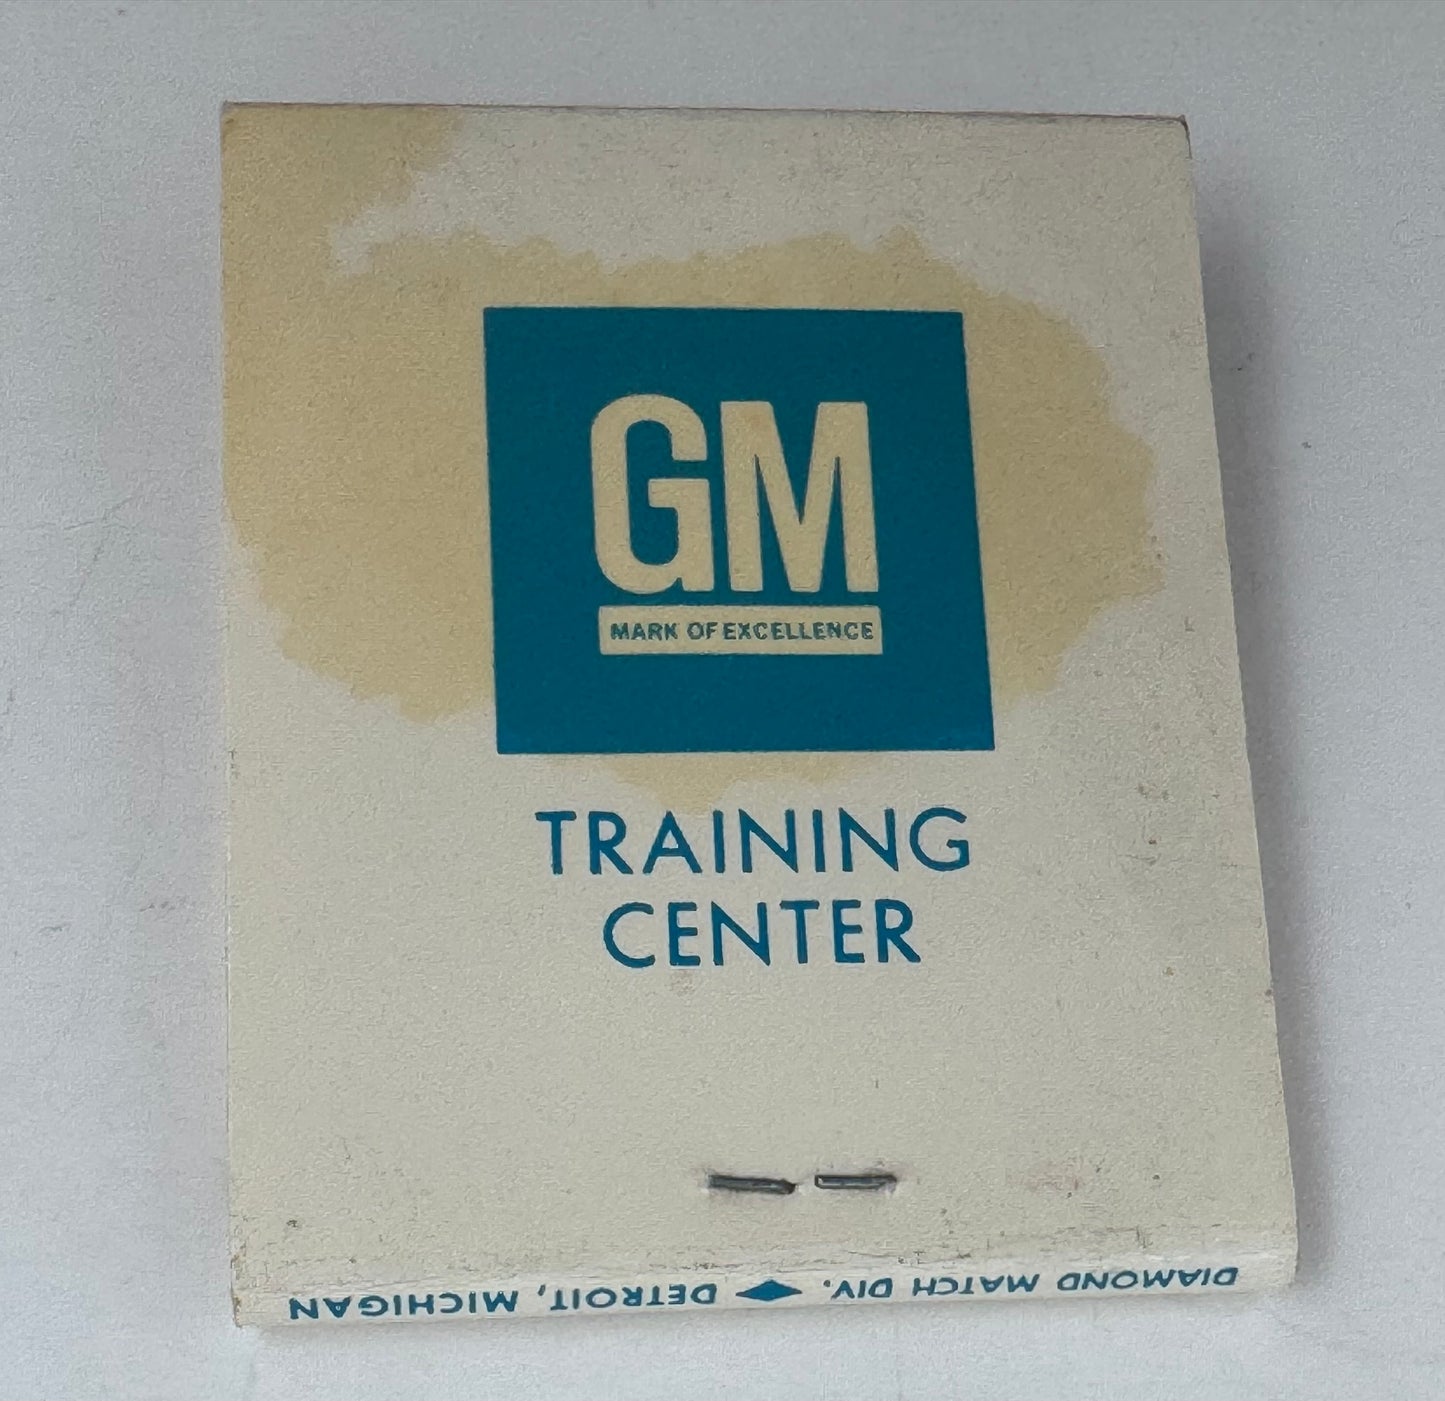 GM
MARK OF EXCELLENCE
TRAINING
CENTER
DIAMOND MATCH DIV. ◆ DETROIT, MICHIGAN